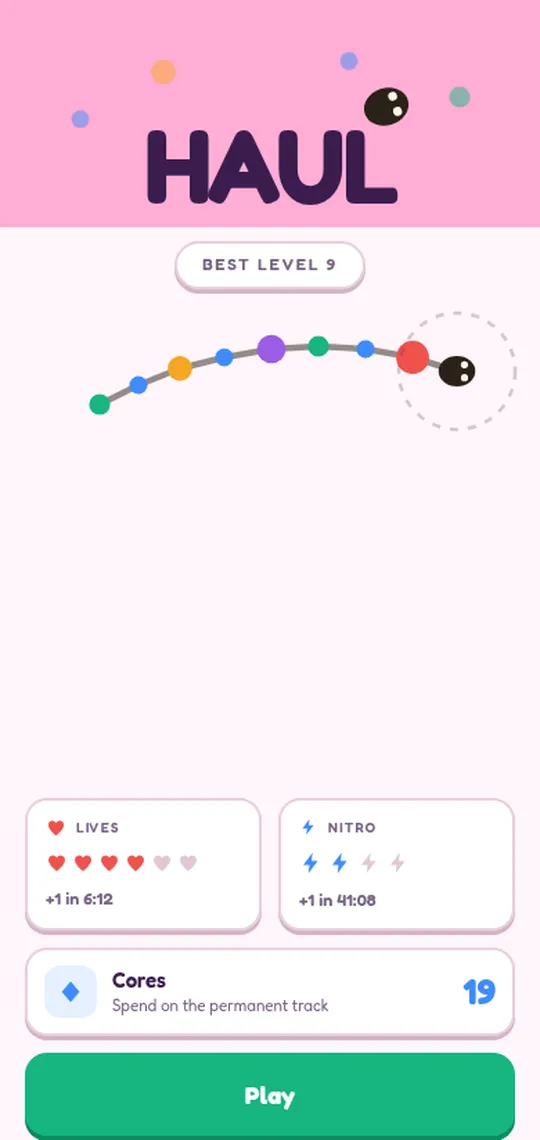 HAUL
BEST LEVEL 9
LIVES
+1 in 6:12
NITRO
+1 in 41:08
Cores
Spend on the permanent track
19
Play